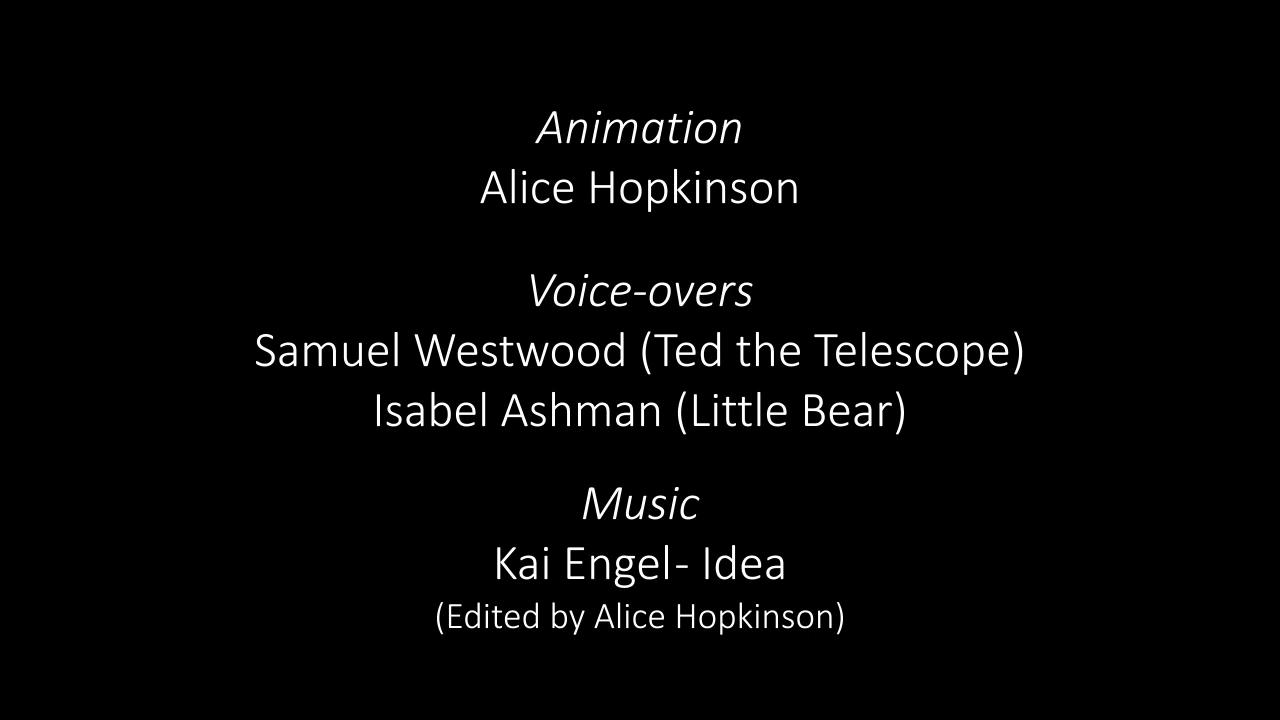 Animation
Alice Hopkinson
Voice-overs
Samuel Westwood (Ted the Telescope)
Isabel Ashman (Little Bear)
Music
Kai Engel - Idea
(Edited by Alice Hopkinson)